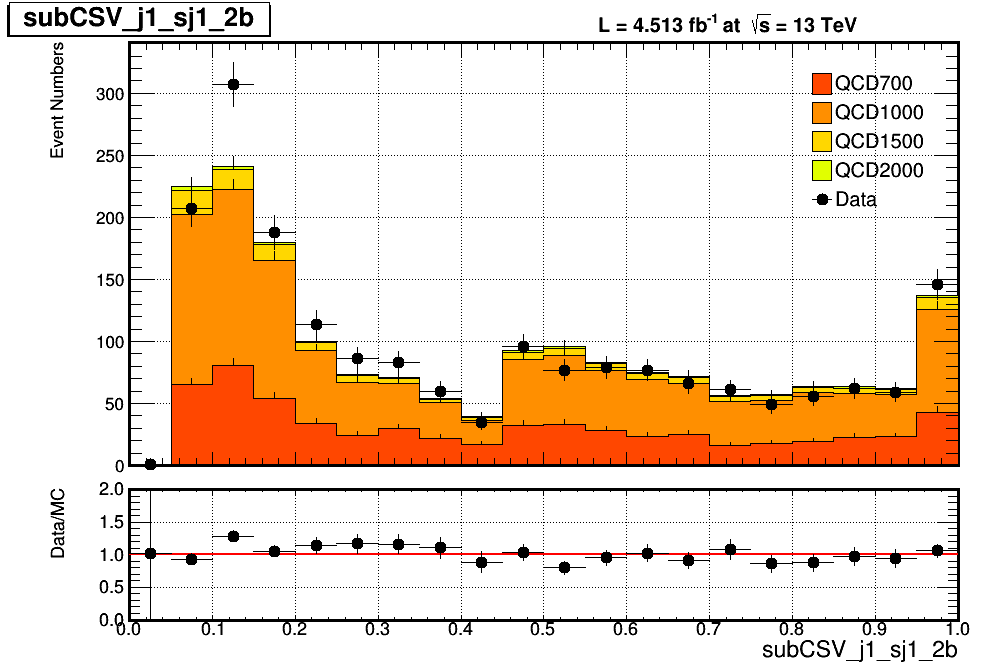 subCSV_j1_sj1_2b
L = 4.513 fb⁻¹ at √s = 13 TeV
Event Numbers
300
250
200
150
100
50
0
QCD700
QCD1000
QCD1500
QCD2000
Data
Data/MC
2.0
1.5
1.0
0.5
0.0
0.0 0.1 0.2 0.3 0.4 0.5 0.6 0.7 0.8 0.9 1.0
subCSV_j1_sj1_2b